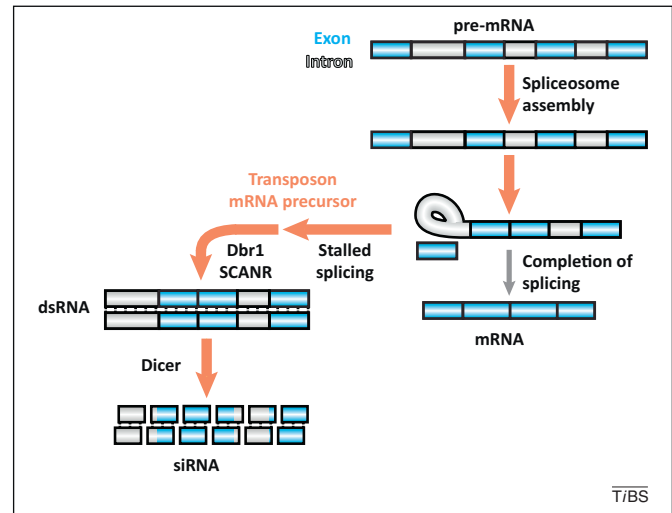 pre-mRNA
Exon
Intron
Spliceosome
assembly
Transposon
mRNA precursor
Dbr1
SCANR
Stalled
splicing
Completion of
splicing
dsRNA
mRNA
Dicer
siRNA
TiBS